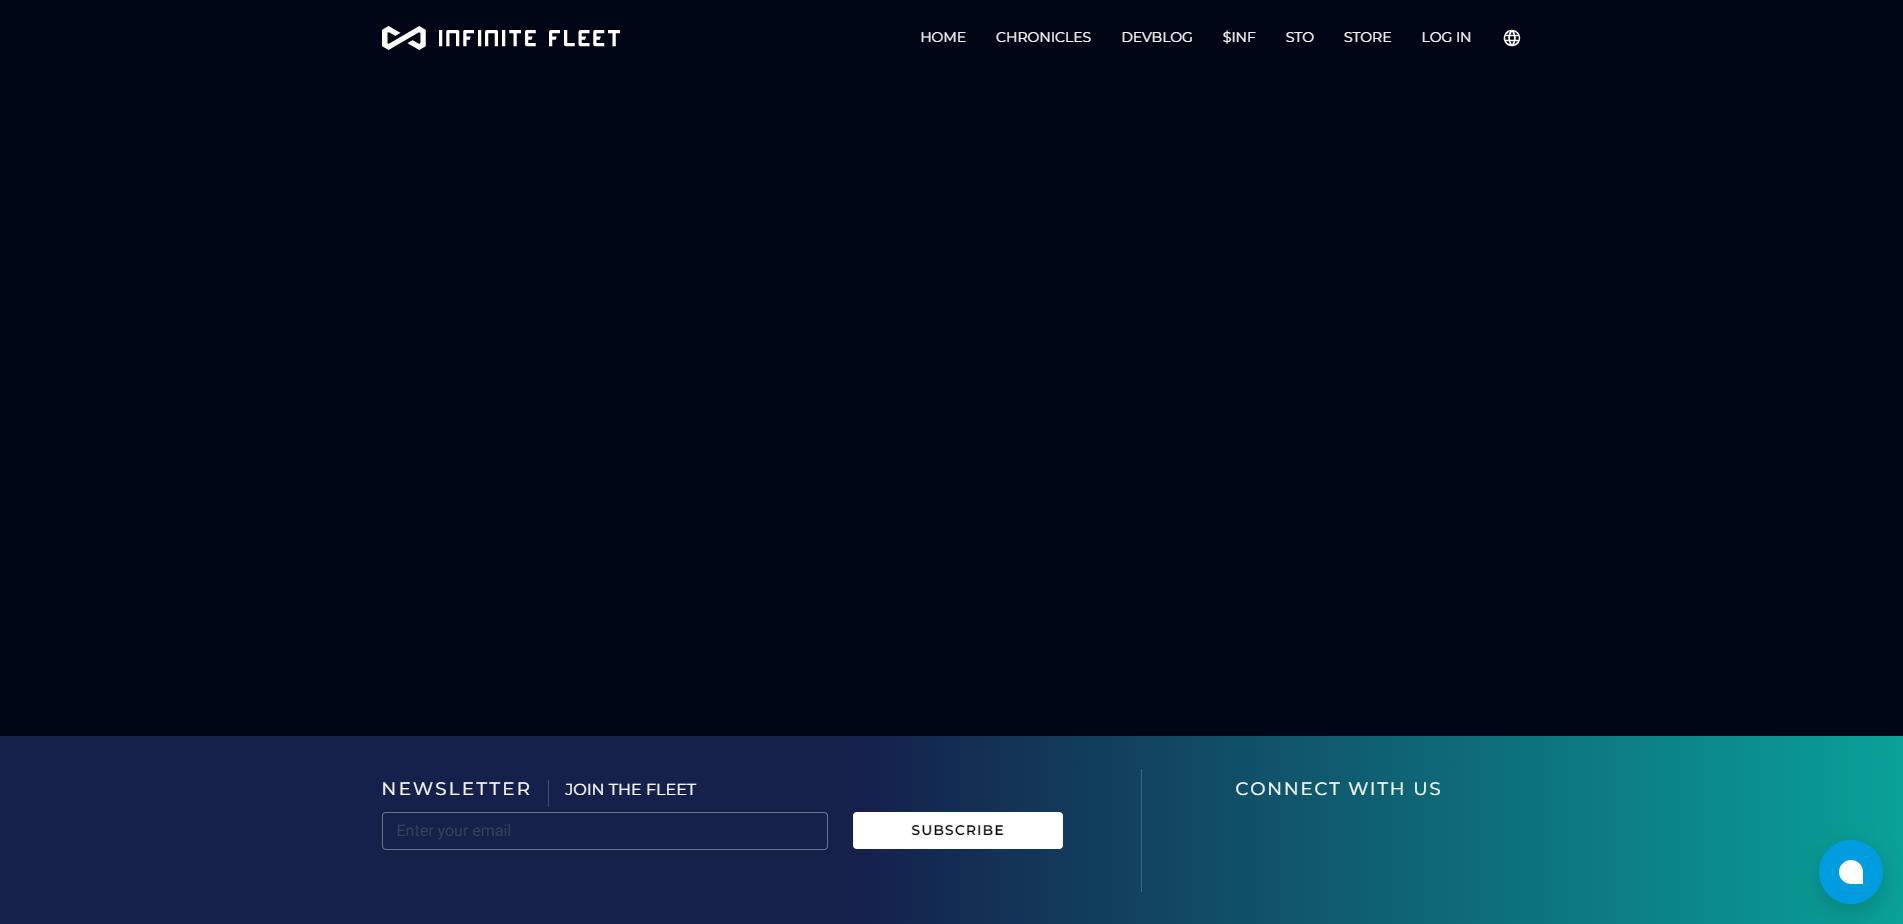 INFINITE FLEET
HOME CHRONICLES DEVBLOG $INF STO STORE LOG IN
NEWSLETTER JOIN THE FLEET
CONNECT WITH US
Enter your email
SUBSCRIBE